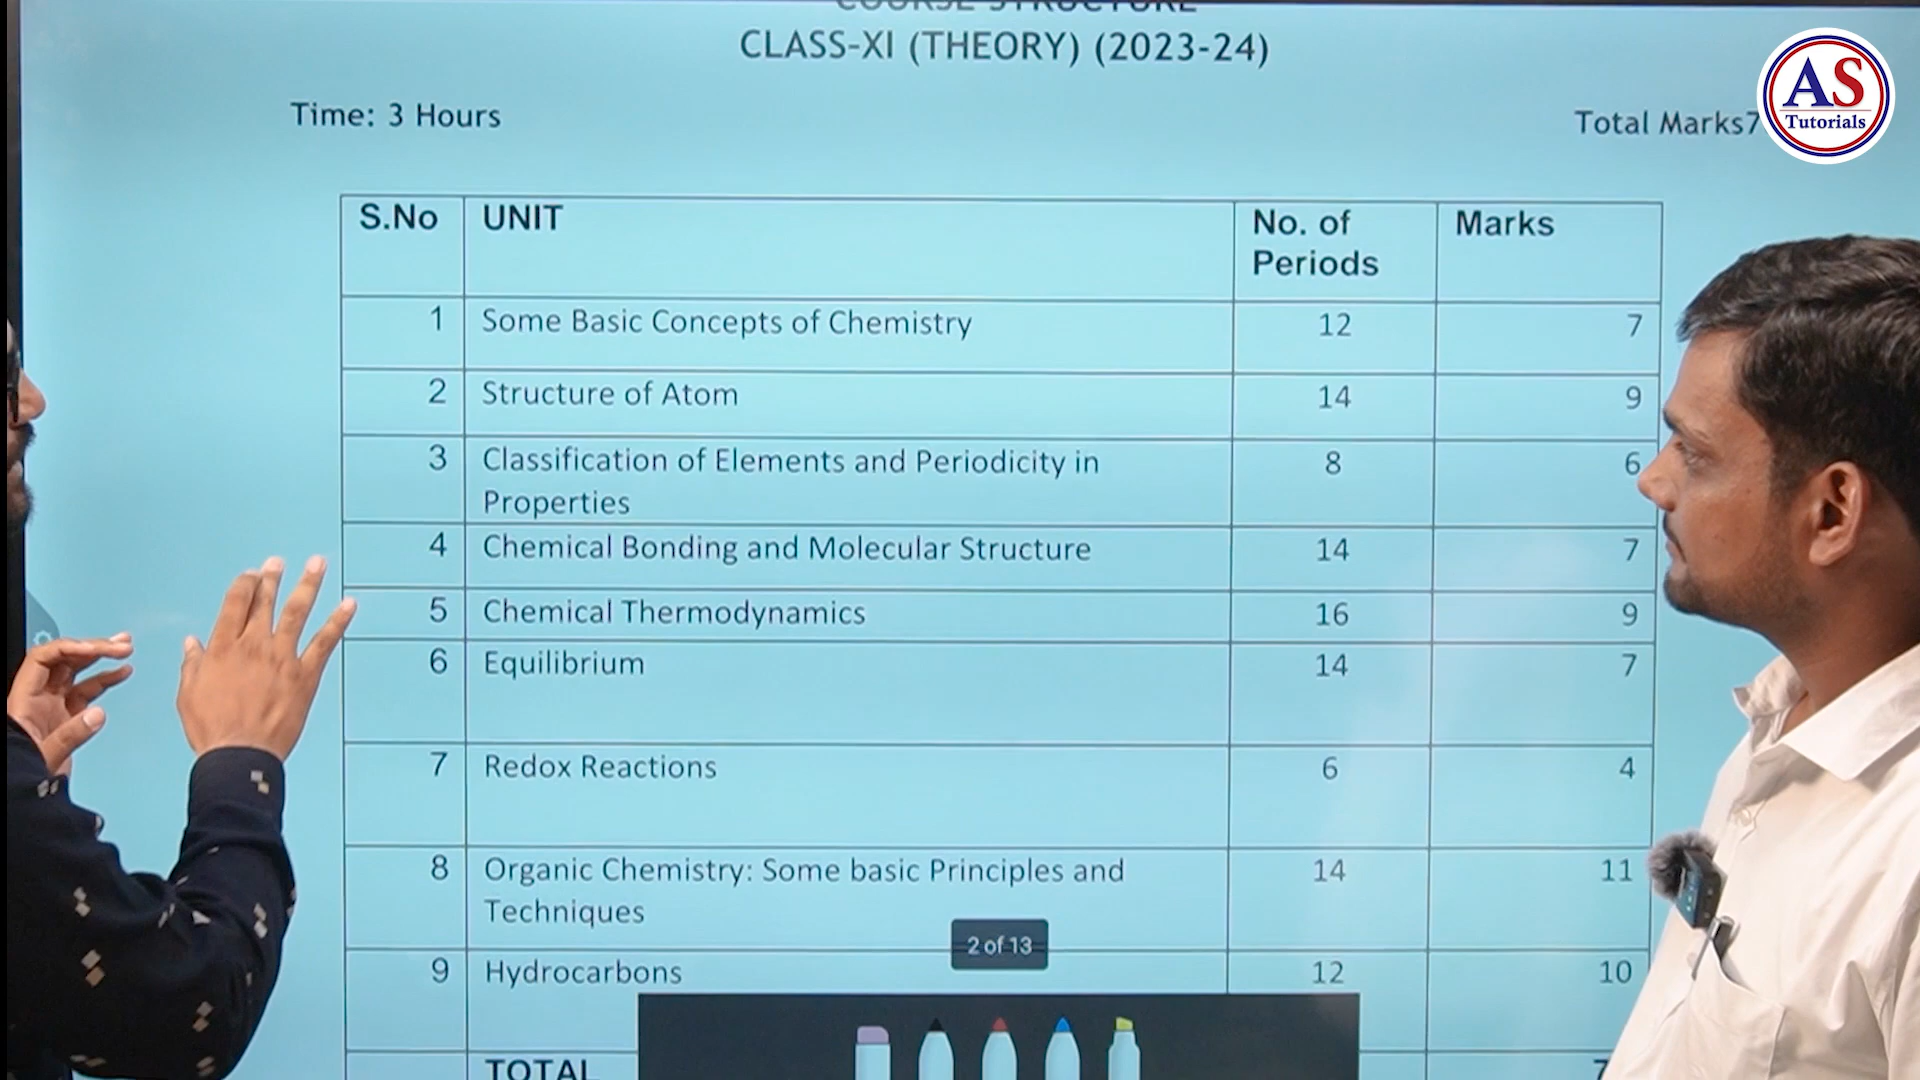 COURSE STRUCTURE
CLASS-XI (THEORY) (2023-24)
AS
Tutorials
Time: 3 Hours
Total Marks7
S.No UNIT No. of Periods Marks
1 Some Basic Concepts of Chemistry 12 7
2 Structure of Atom 14 9
3 Classification of Elements and Periodicity in 8 6
Properties
4 Chemical Bonding and Molecular Structure 14 7
5 Chemical Thermodynamics 16 9
6 Equilibrium 14 7
7 Redox Reactions 6 4
8 Organic Chemistry: Some basic Principles and 14 11
Techniques
2 of 13
9 Hydrocarbons 12 10
TOTAL 7